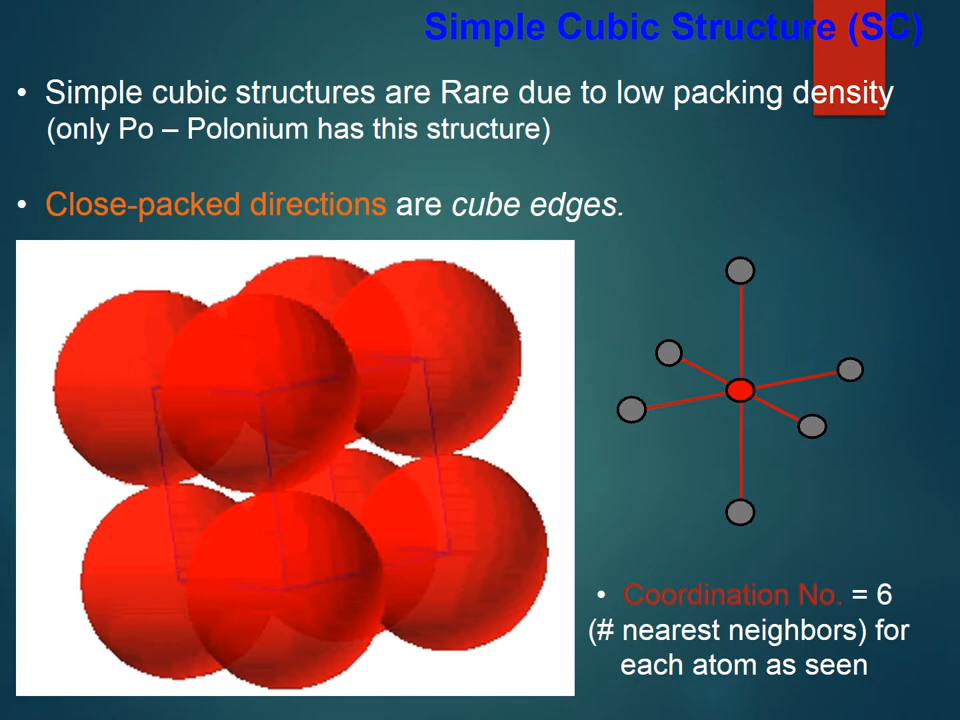 Simple Cubic Structure (SC)
• Simple cubic structures are Rare due to low packing density
(only Po – Polonium has this structure)
• Close-packed directions are cube edges.
• Coordination No. = 6
(# nearest neighbors) for
each atom as seen